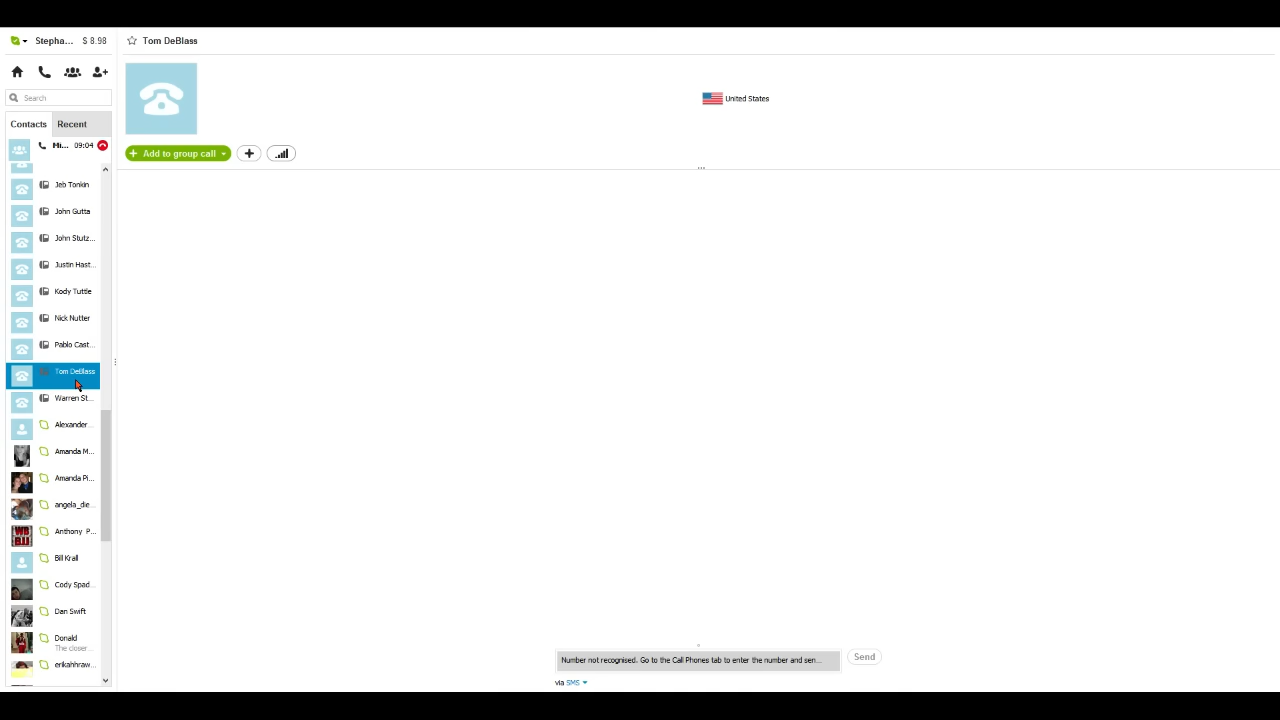 Stepha... $ 8.98
Tom DeBlass
United States
Search
Contacts Recent
Mi... 09:04
Add to group call
Jeb Tonkin
John Gutta
John Stutz...
Justin Hast...
Kody Tuttle
Nick Nutter
Pablo Cast...
Tom DeBlass
Warren St...
Alexander...
Amanda M...
Amanda Pi...
angela_die...
Anthony P...
Bill Krall
Cody Spad...
Dan Swift
Donald
The closer...
erikahhraw...
Number not recognised. Go to the Call Phones tab to enter the number and sen...
Send
via SMS